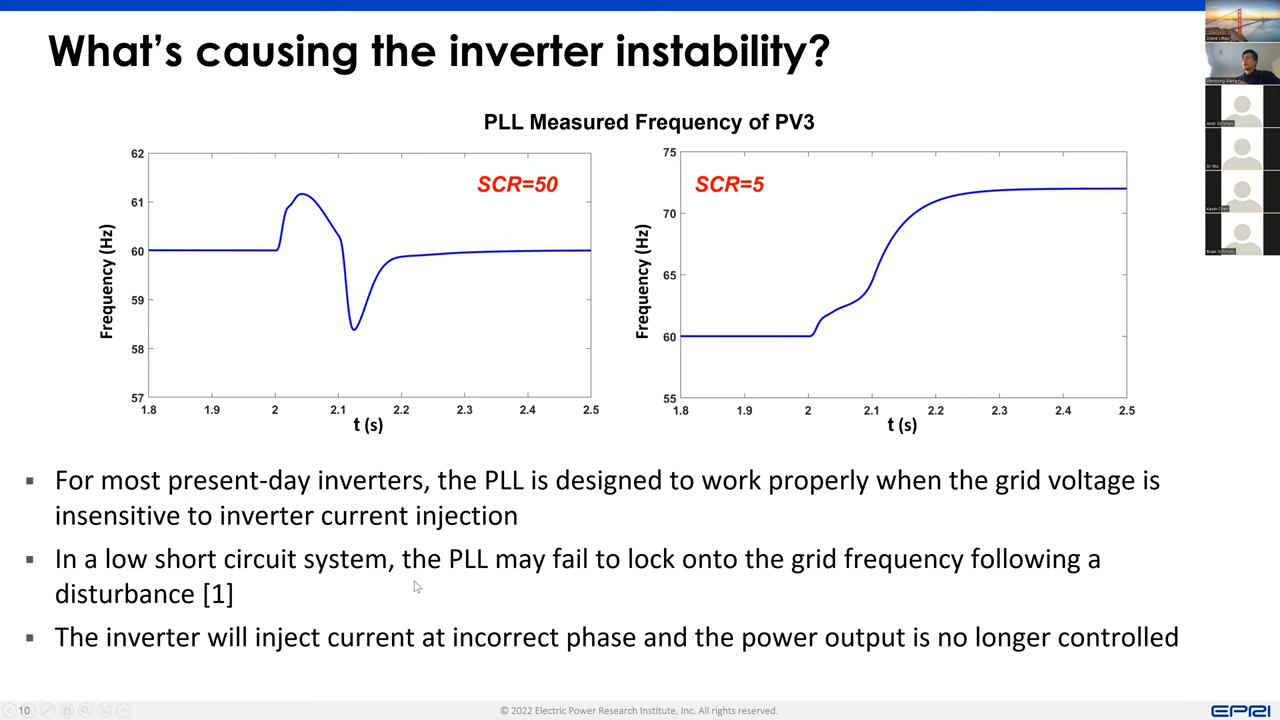 What's causing the inverter instability?
PLL Measured Frequency of PV3
SCR=50
Frequency (Hz)
62
61
60
59
58
57
1.8 1.9 2 2.1 2.2 2.3 2.4 2.5
t (s)
SCR=5
Frequency (Hz)
75
70
65
60
55
1.8 1.9 2 2.1 2.2 2.3 2.4 2.5
t (s)
▪ For most present-day inverters, the PLL is designed to work properly when the grid voltage is
insensitive to inverter current injection
▪ In a low short circuit system, the PLL may fail to lock onto the grid frequency following a
disturbance [1]
▪ The inverter will inject current at incorrect phase and the power output is no longer controlled
10
© 2022 Electric Power Research Institute, Inc. All rights reserved.
EPRI
Di Wu